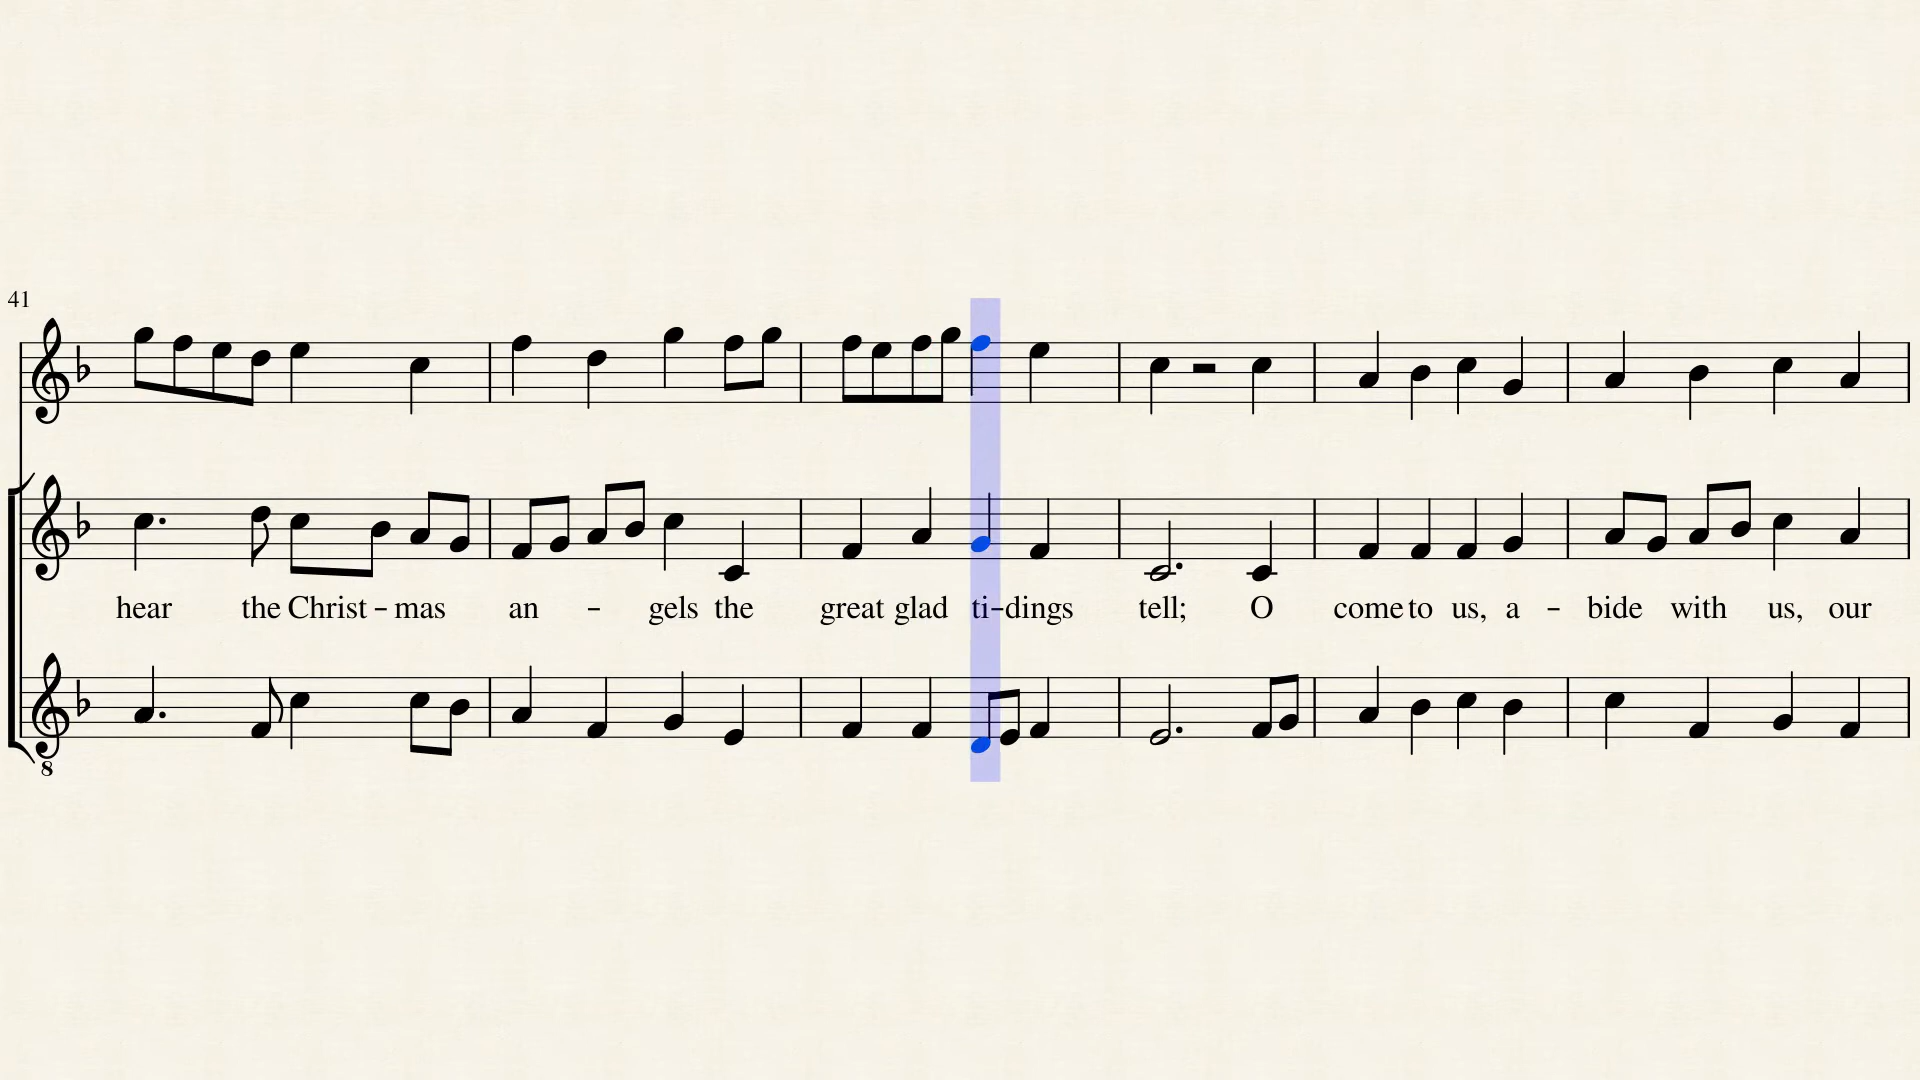 41
hear the Christ - mas an - gels the great glad ti - dings tell; O come to us, a - bide with us, our
8